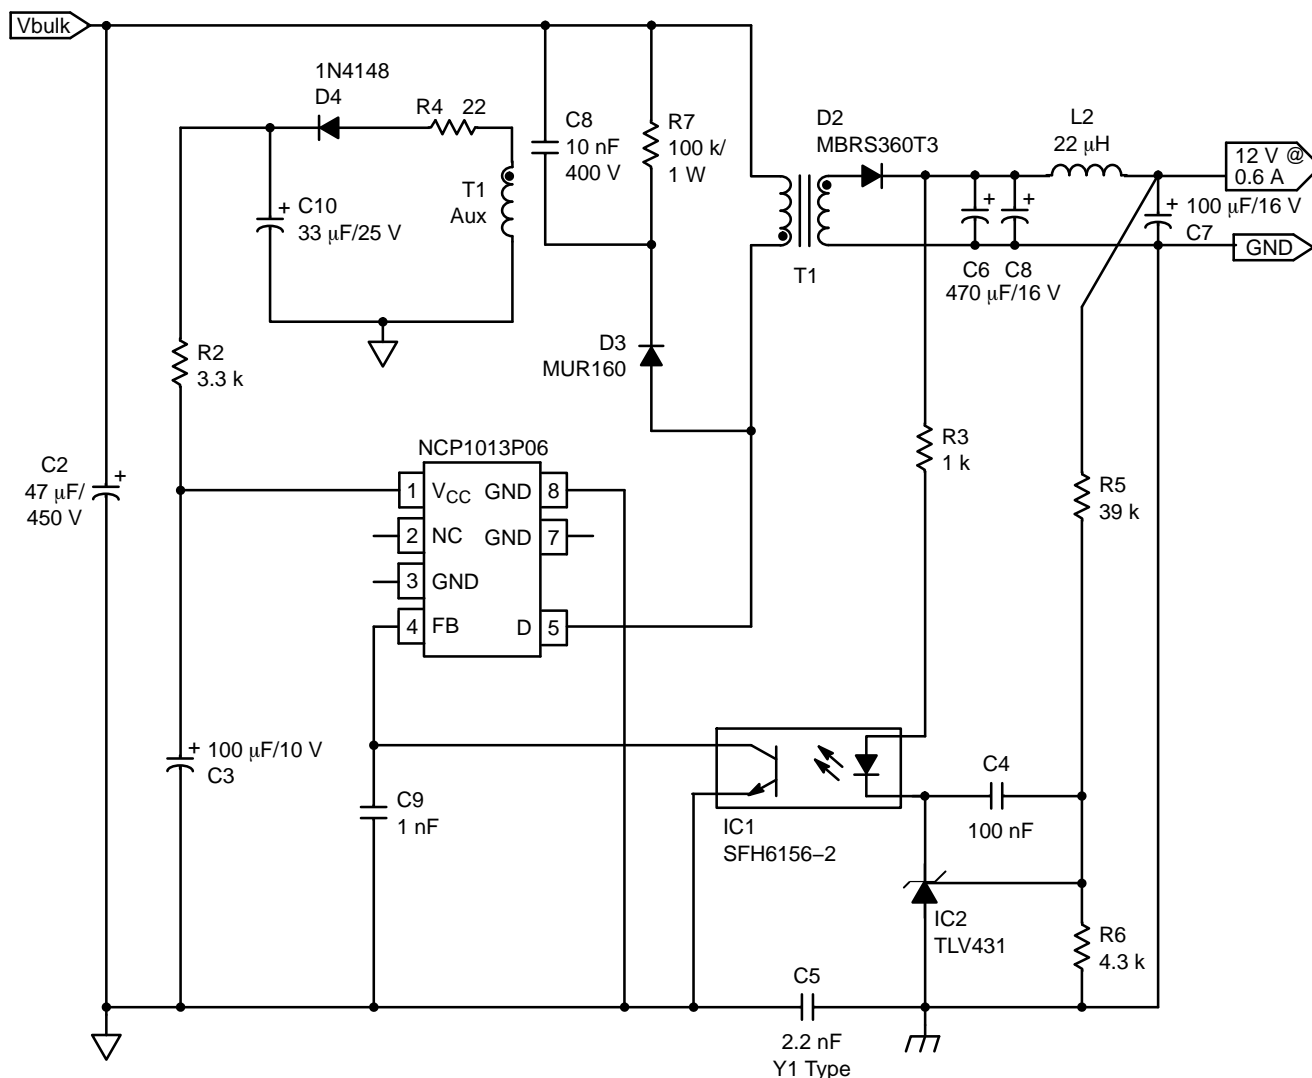 Vbulk
1N4148
D4
R4 22
C8
10 nF
400 V
R7
100 k/
1 W
D2
MBRS360T3
L2
22 μH
12 V @
0.6 A
T1
Aux
+ C10
33 μF/25 V
+
+
+ 100 μF/16 V
C7
GND
T1
C6 C8
470 μF/16 V
R2
3.3 k
D3
MUR160
NCP1013P06
R3
1 k
C2
47 μF/
450 V
+
1 VCC GND 8
2 NC GND 7
3 GND
4 FB D 5
R5
39 k
+ 100 μF/10 V
C3
C9
1 nF
IC1
SFH6156–2
C4
100 nF
IC2
TLV431
R6
4.3 k
C5
2.2 nF
Y1 Type